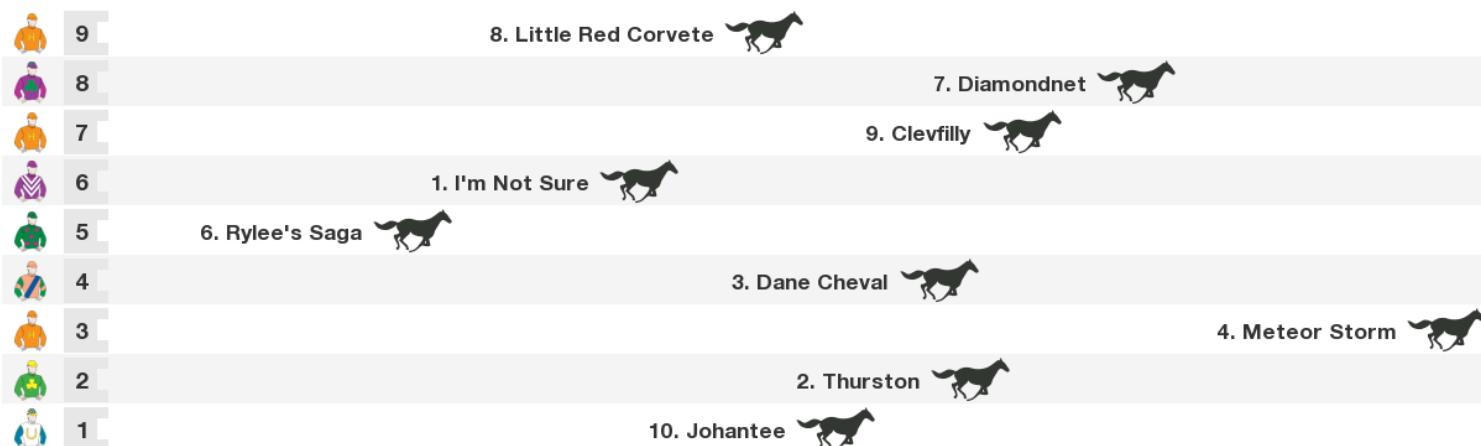 9 8. Little Red Corvete
8 7. Diamondnet
7 9. Clevfilly
6 1. I'm Not Sure
5 6. Rylee's Saga
4 3. Dane Cheval
3 4. Meteor Storm
2 2. Thurston
1 10. Johantee